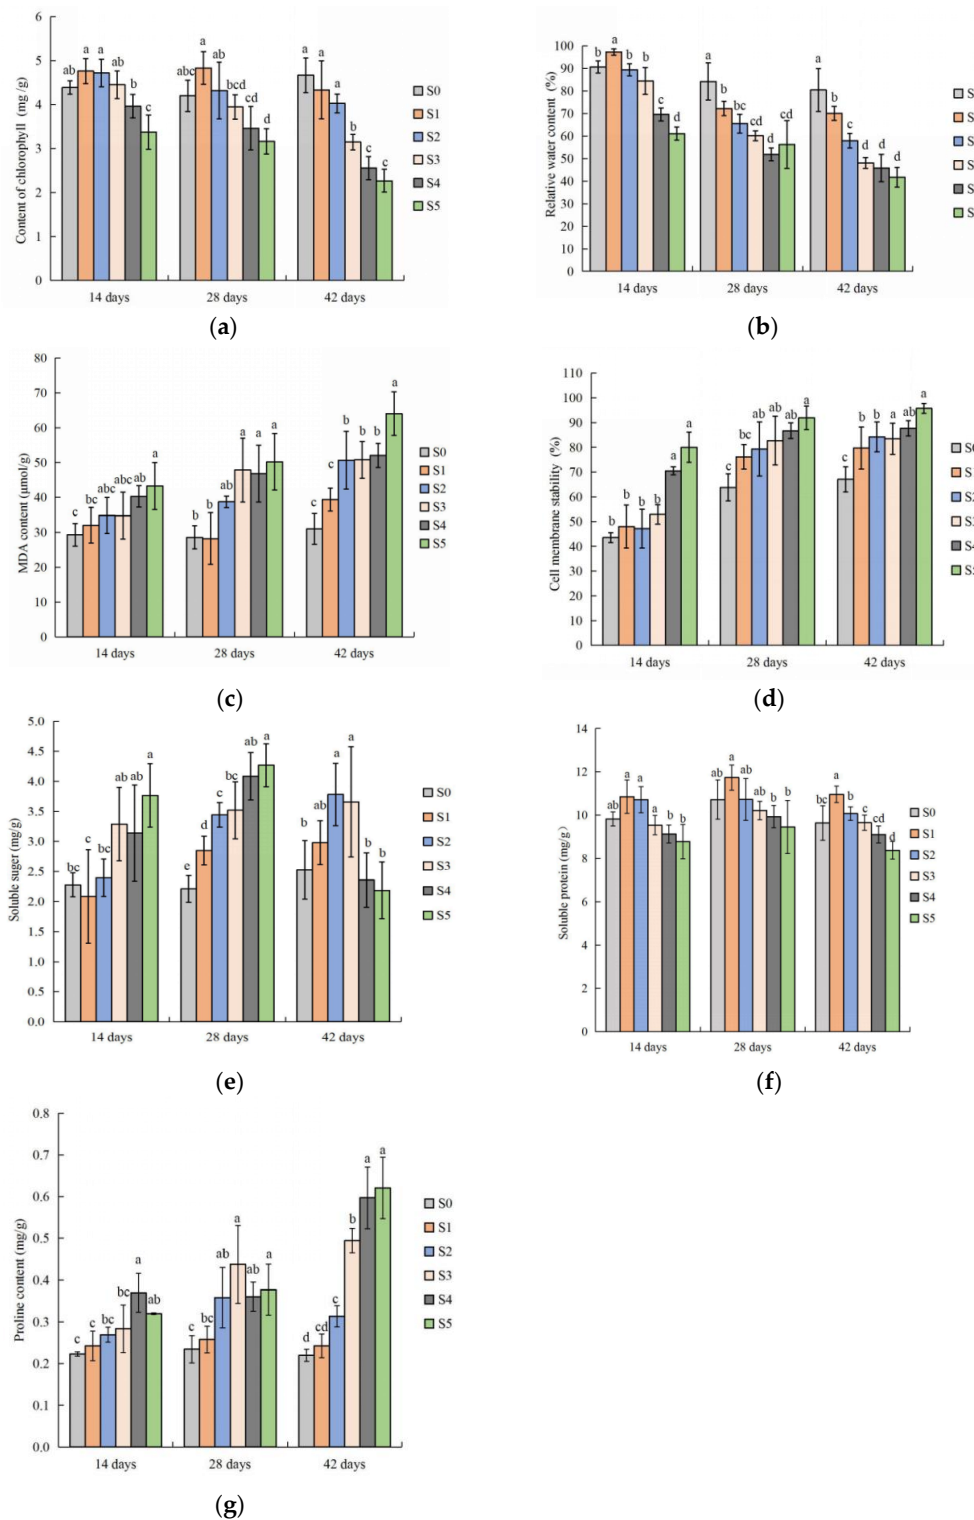 6
5
4
3
2
1
0
Content of chlorophyll (mg/g)
ab a a ab b c
abc a ab bcd cd d
a a a b c c
14 days 28 days 42 days
S0
S1
S2
S3
S4
S5
(a)
100
90
80
70
60
50
40
30
20
10
0
Relative water content (%)
b a b b c d
a b bc cd d cd
a b c d d d
14 days 28 days 42 days
S
S
S
S
S
S
(b)
80
70
60
50
40
30
20
10
0
MDA content (μmol/g)
c bc abc abc ab a
b b ab a a a
c c b b b a
14 days 28 days 42 days
S0
S1
S2
S3
S4
S5
(c)
110
100
90
80
70
60
50
40
30
20
10
0
Cell membrane stability (%)
b b b b a a
c bc ab ab ab a
c b b a ab a
14 days 28 days 42 days
S0
S1
S2
S3
S4
S5
(d)
5.0
4.5
4.0
3.5
3.0
2.5
2.0
1.5
1.0
0.5
0.0
Soluble suger (mg/g)
bc c bc ab ab a
e d c bc ab a
b ab a a b b
14 days 28 days 42 days
S0
S1
S2
S3
S4
S5
(e)
14
12
10
8
6
4
2
0
Soluble protein (mg/g)
ab a a a b b
ab a ab ab b b
bc a b c cd d
14 days 28 days 42 days
S0
S1
S2
S3
S4
S5
(f)
0.8
0.7
0.6
0.5
0.4
0.3
0.2
0.1
0.0
Proline content (mg/g)
c c bc bc a ab
c bc ab a ab a
d cd c b a a
14 days 28 days 42 days
S0
S1
S2
S3
S4
S5
(g)